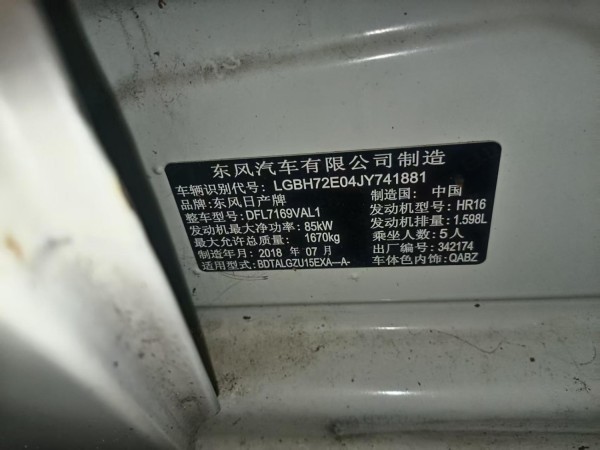 东风汽车有限公司制造
车辆识别代号: LGBH72E04JY741881
品牌:东风日产牌 制造国: 中国
整车型号:DFL7169VAL1 发动机型号: HR16
发动机最大净功率: 85kW 发动机排量: 1.598L
最大允许总质量: 1670kg 乘坐人数: 5人
制造年月: 2018 年 07 月 出厂编号: 342174
适用型式: BDTALGZU15EXA—A- 车体色内饰: QABZ